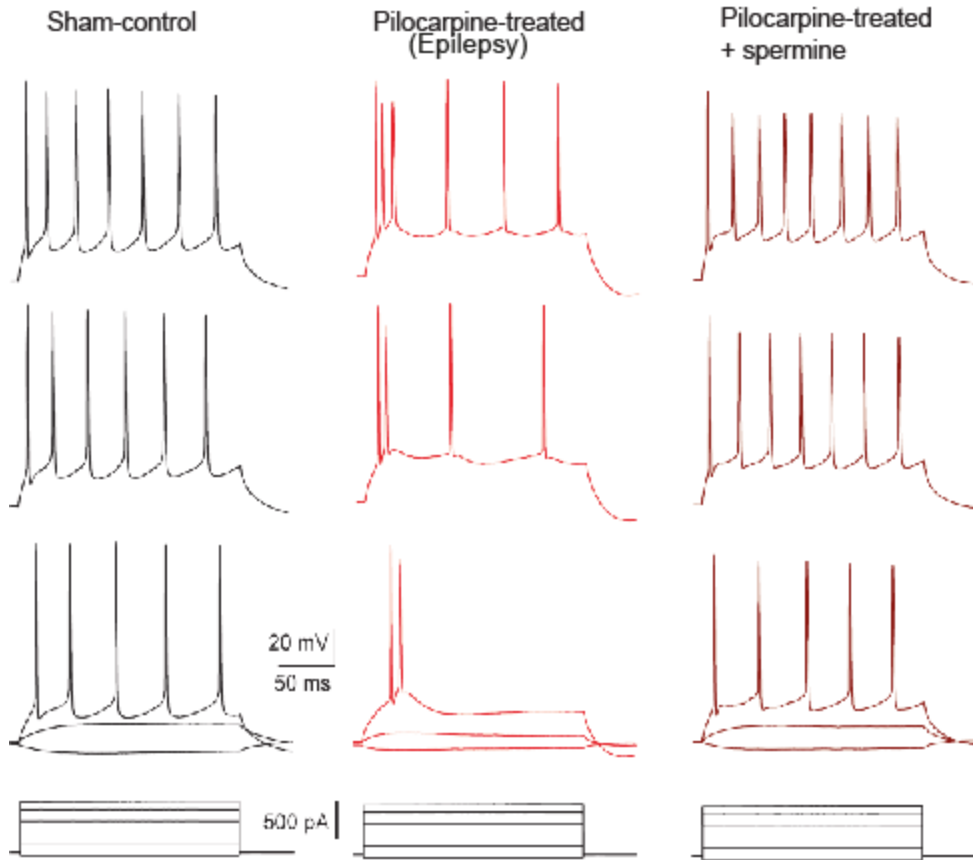 Sham-control
Pilocarpine-treated
(Epilepsy)
Pilocarpine-treated
+ spermine
20 mV
50 ms
500 pA